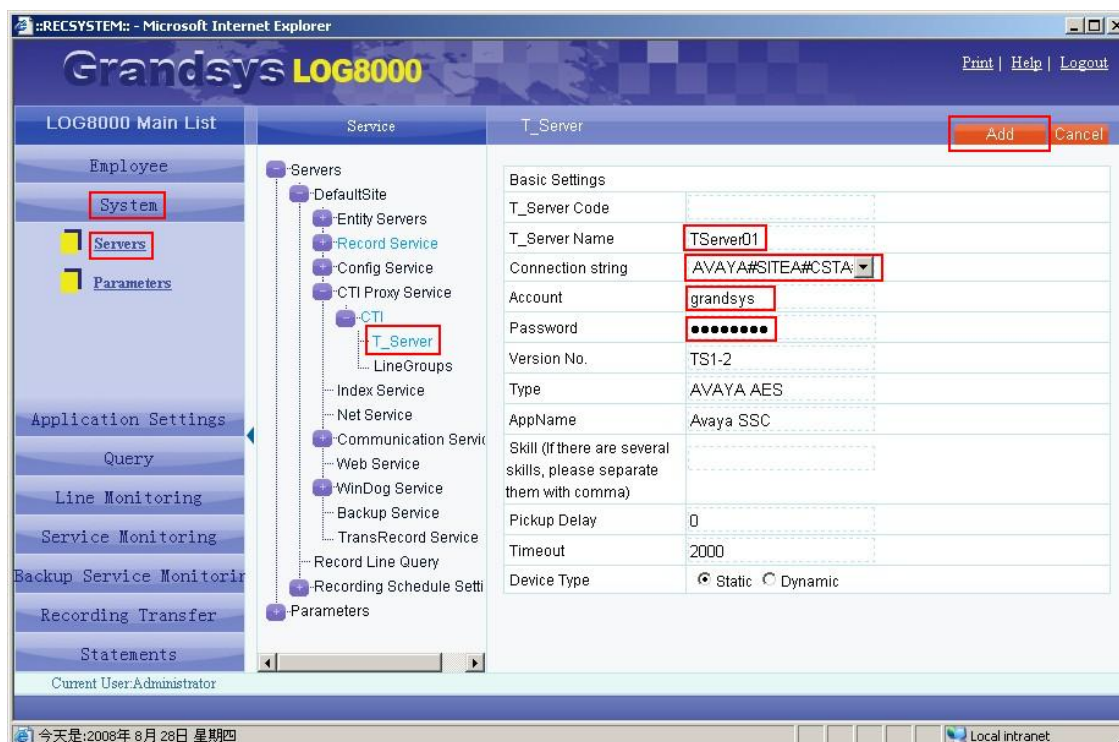 ::RECSYSTEM:: - Microsoft Internet Explorer
Grandsys LOG8000
Print | Help | Logout
LOG8000 Main List
Employee
System
Servers
Parameters
Application Settings
Query
Line Monitoring
Service Monitoring
Backup Service Monitorin
Recording Transfer
Statements
Current User:Administrator
Service
Servers
DefaultSite
Entity Servers
Record Service
Config Service
CTI Proxy Service
CTI
T_Server
LineGroups
Index Service
Net Service
Communication Servic
Web Service
WinDog Service
Backup Service
TransRecord Service
Record Line Query
Recording Schedule Setti
Parameters
T_Server
Add Cancel
Basic Settings
T_Server Code
T_Server Name TServer01
Connection string AVAYA#SITEA#CSTA
Account grandsys
Password ●●●●●●●●
Version No. TS1-2
Type AVAYA AES
AppName Avaya SSC
Skill (If there are several
skills, please separate
them with comma)
Pickup Delay 0
Timeout 2000
Device Type Static Dynamic
今天是:2008年 8月 28日 星期四
Local intranet